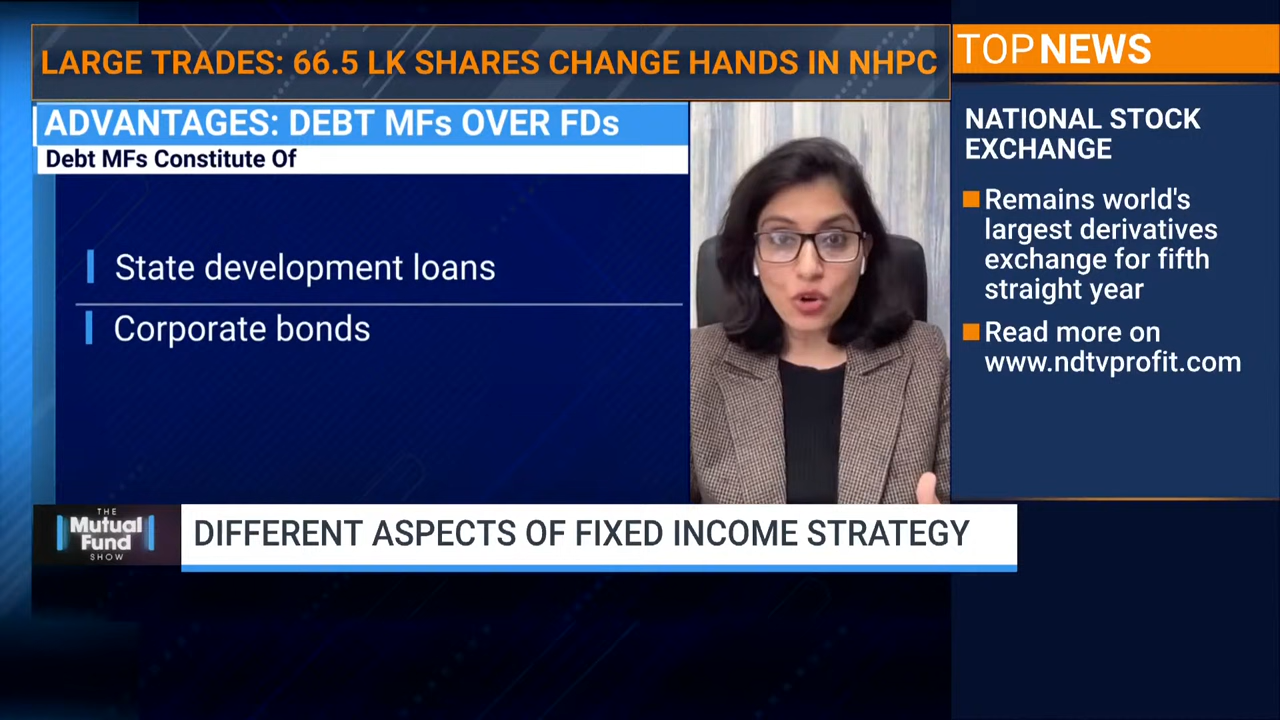 LARGE TRADES: 66.5 LK SHARES CHANGE HANDS IN NHPC
ADVANTAGES: DEBT MFs OVER FDs
Debt MFs Constitute Of
State development loans
Corporate bonds
TOP NEWS
NATIONAL STOCK
EXCHANGE
Remains world's
largest derivatives
exchange for fifth
straight year
Read more on
www.ndtvprofit.com
THE
Mutual
Fund
SHOW
DIFFERENT ASPECTS OF FIXED INCOME STRATEGY